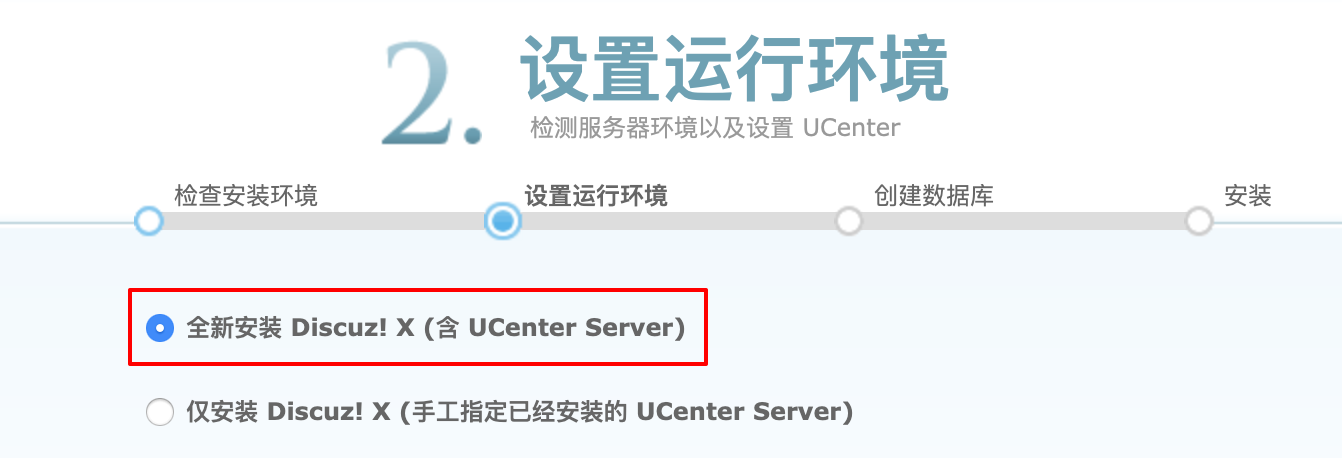 2. 设置运行环境
检测服务器环境以及设置 UCenter
检查安装环境 设置运行环境 创建数据库 安装
全新安装 Discuz! X (含 UCenter Server)
仅安装 Discuz! X (手工指定已经安装的 UCenter Server)